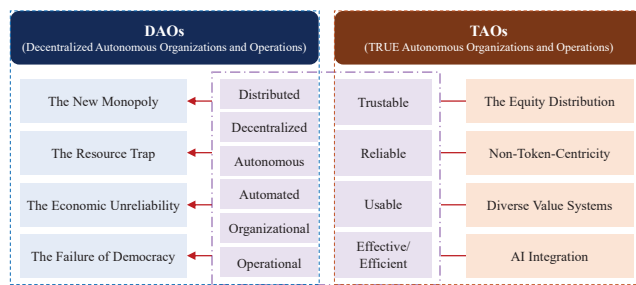 DAOs
(Decentralized Autonomous Organizations and Operations)
TAOs
(TRUE Autonomous Organizations and Operations)
The New Monopoly
The Resource Trap
The Economic Unreliability
The Failure of Democracy
Distributed
Decentralized
Autonomous
Automated
Organizational
Operational
Trustable
Reliable
Usable
Effective/
Efficient
The Equity Distribution
Non-Token-Centricity
Diverse Value Systems
AI Integration